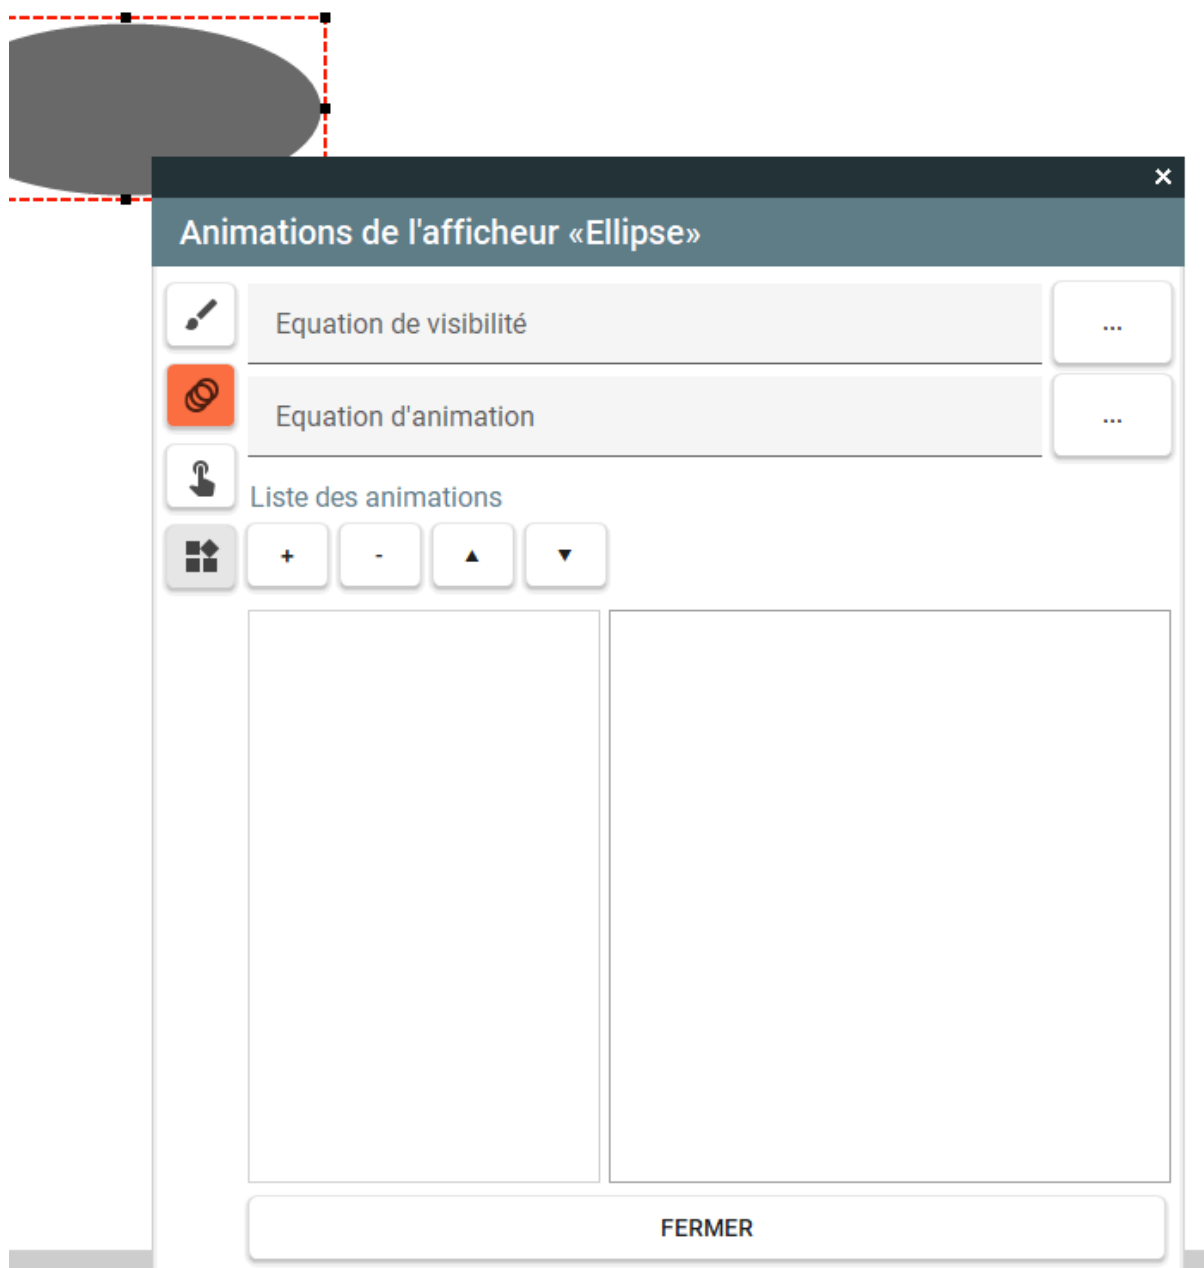 Animations de l'afficheur «Ellipse»
Equation de visibilité
...
Equation d'animation
...
Liste des animations
+ - ▲ ▼
FERMER